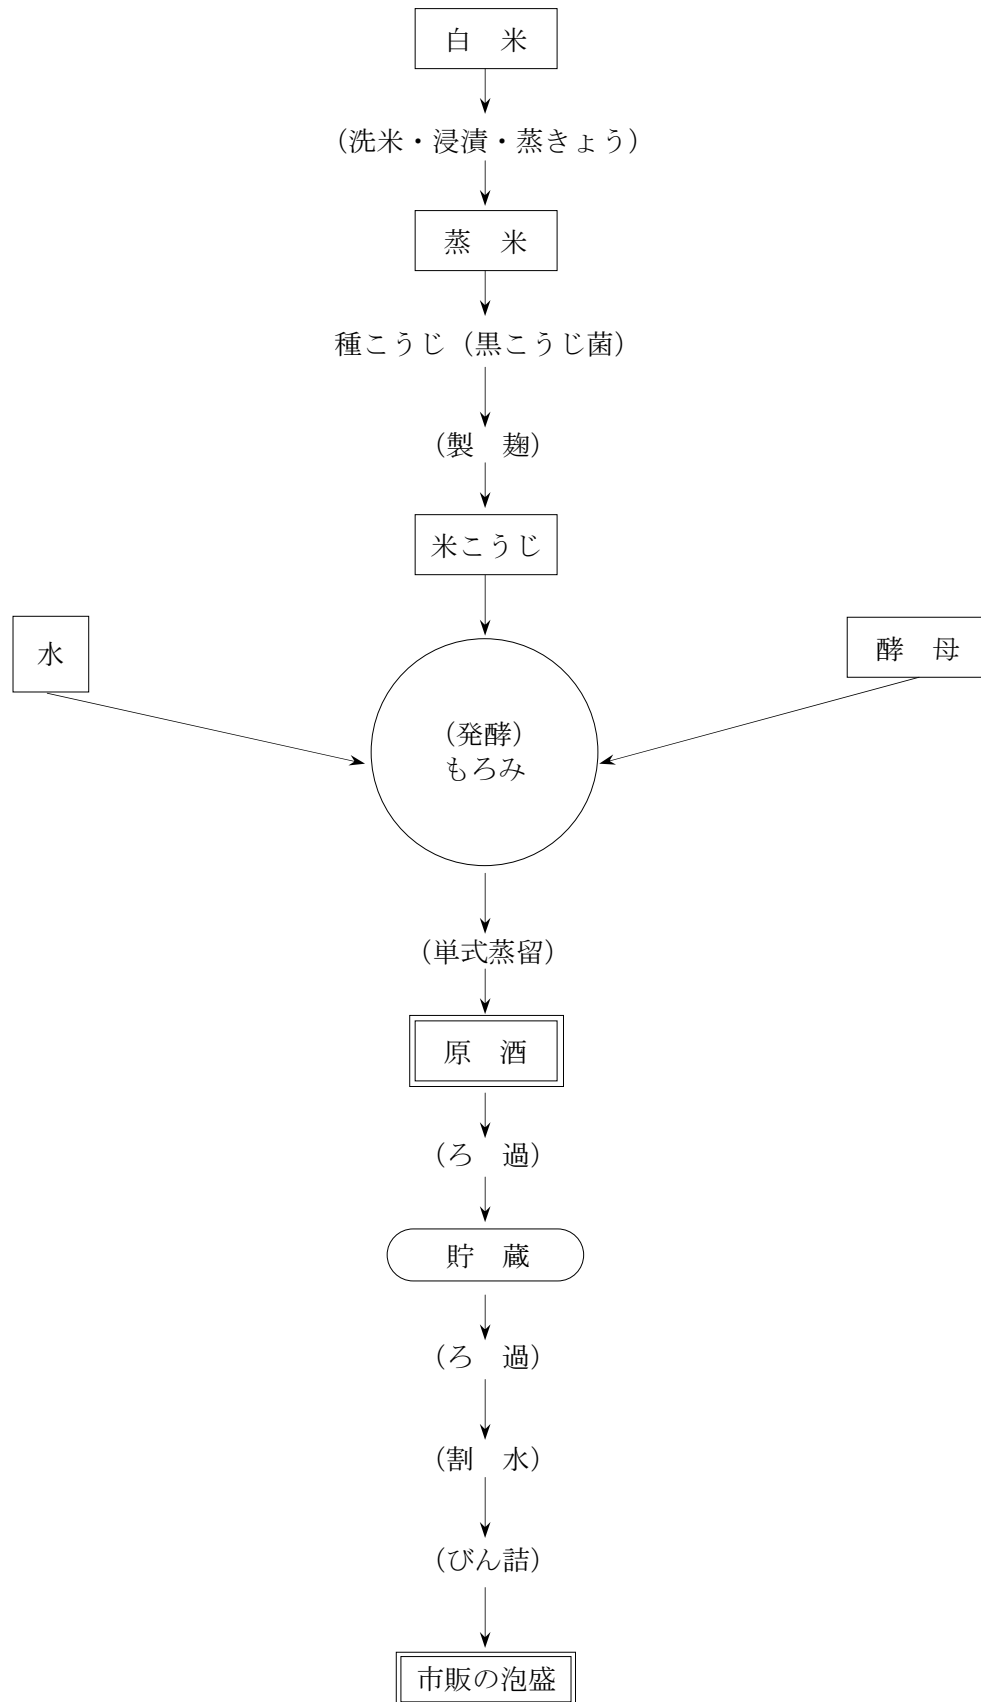 白　米
（洗米・浸漬・蒸きょう）
蒸　米
種こうじ（黒こうじ菌）
（製　麹）
米こうじ
水
酵　母
（発酵）
もろみ
（単式蒸留）
原　酒
（ろ　過）
貯　蔵
（ろ　過）
（割　水）
（びん詰）
市販の泡盛